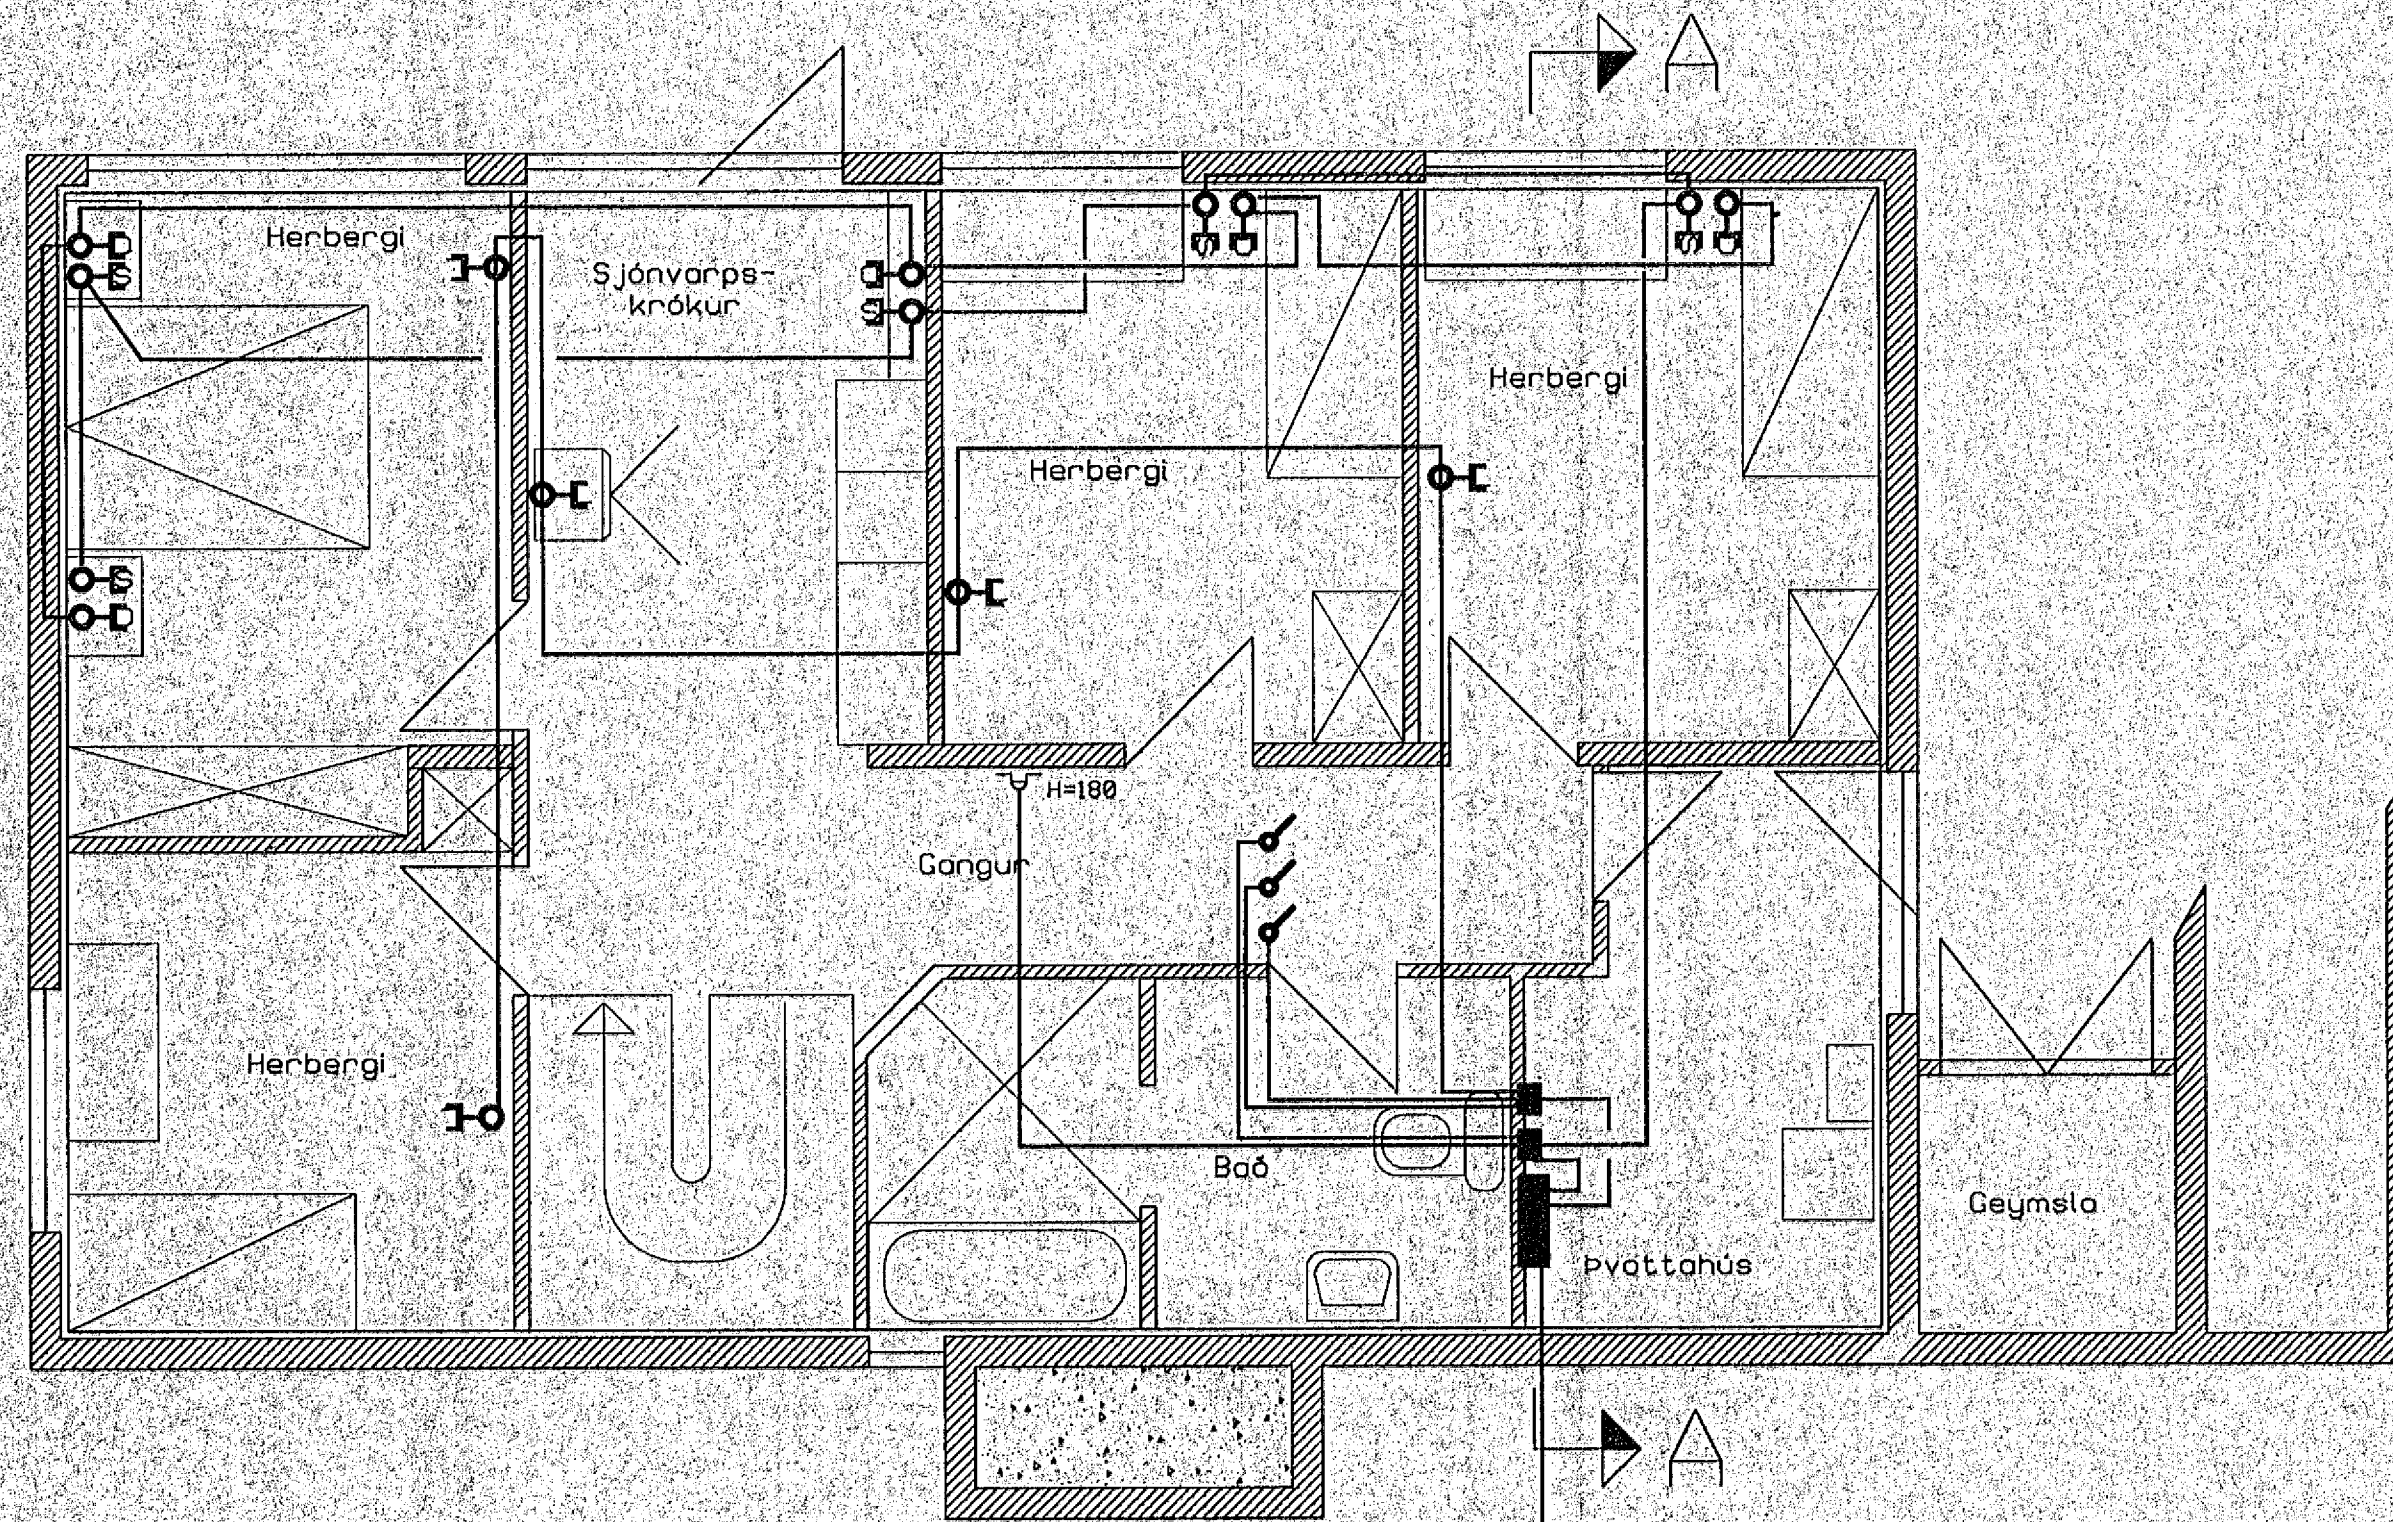 A
Herbergi
Sjónvarps-
krókur
D
S
D
S
S
D
S
D
Herbergi
Herbergi
S
D
H=180
Gangur
Herbergi
Bað
Geymsla
Þvottahús
A